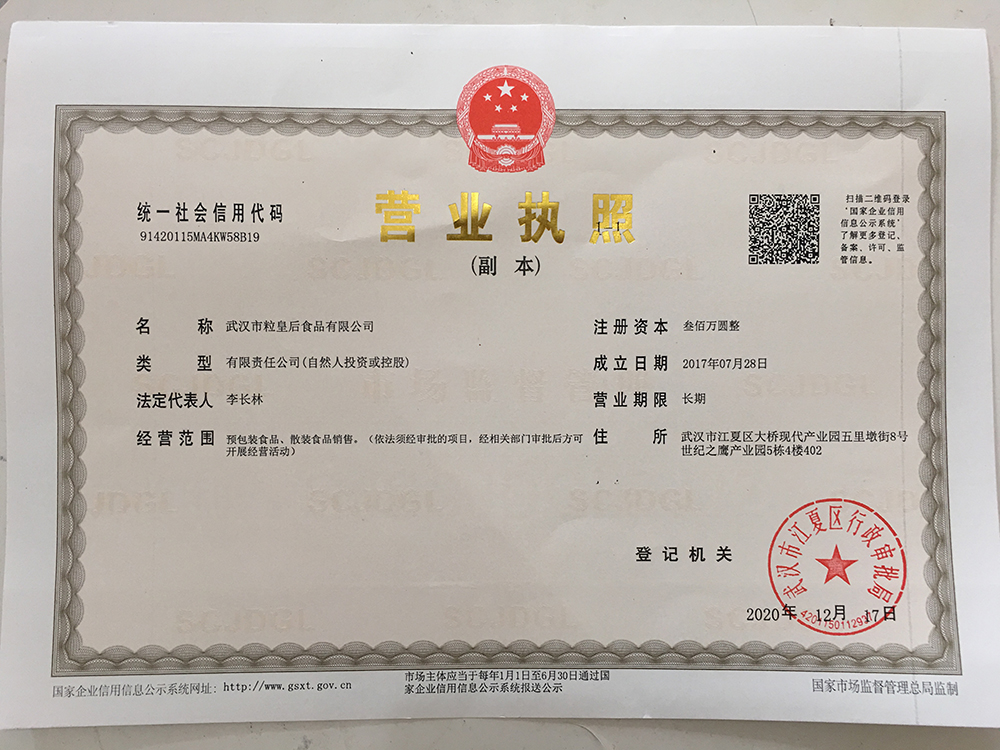 统一社会信用代码
91420115MA4KW58B19
营业执照
(副 本)
扫描二维码登录
‘国家企业信用
信息公示系统’
了解更多登记、
备案、许可、监
管信息。
名 称 武汉市粒皇后食品有限公司
类 型 有限责任公司(自然人投资或控股)
法定代表人 李长林
经营范围 预包装食品、散装食品销售。（依法须经审批的项目，经相关部门审批后方可
开展经营活动）
注册资本 叁佰万圆整
成立日期 2017年07月28日
营业期限 长期
住 所 武汉市江夏区大桥现代产业园五里墩街8号
世纪之鹰产业园5栋4楼402
登记机关
武汉市江夏区行政审批局
2020年 12月 17日
国家企业信用信息公示系统网址: http://www.gsxt.gov.cn
市场主体应当于每年1月1日至6月30日通过国
家企业信用信息公示系统报送公示
国家市场监督管理总局监制